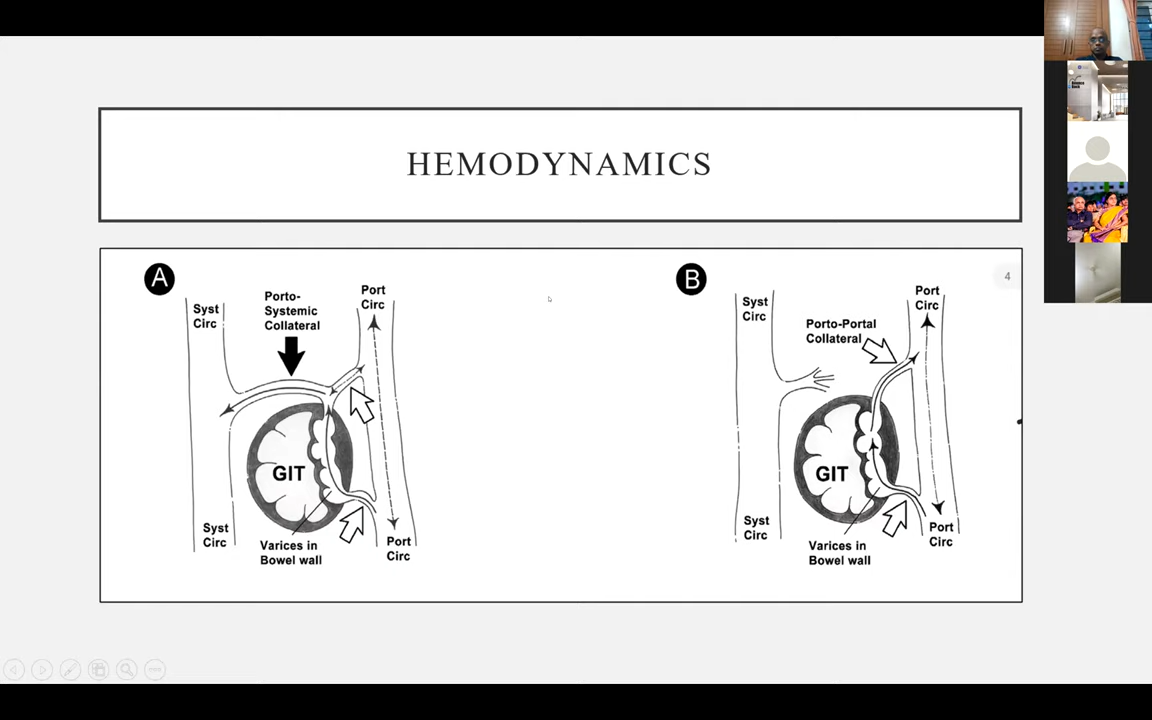 HEMODYNAMICS
A
Syst
Circ
Porto-
Systemic
Collateral
Port
Circ
GIT
Syst
Circ
Varices in
Bowel wall
Port
Circ
B
4
Syst
Circ
Porto-Portal
Collateral
Port
Circ
GIT
Syst
Circ
Varices in
Bowel wall
Port
Circ